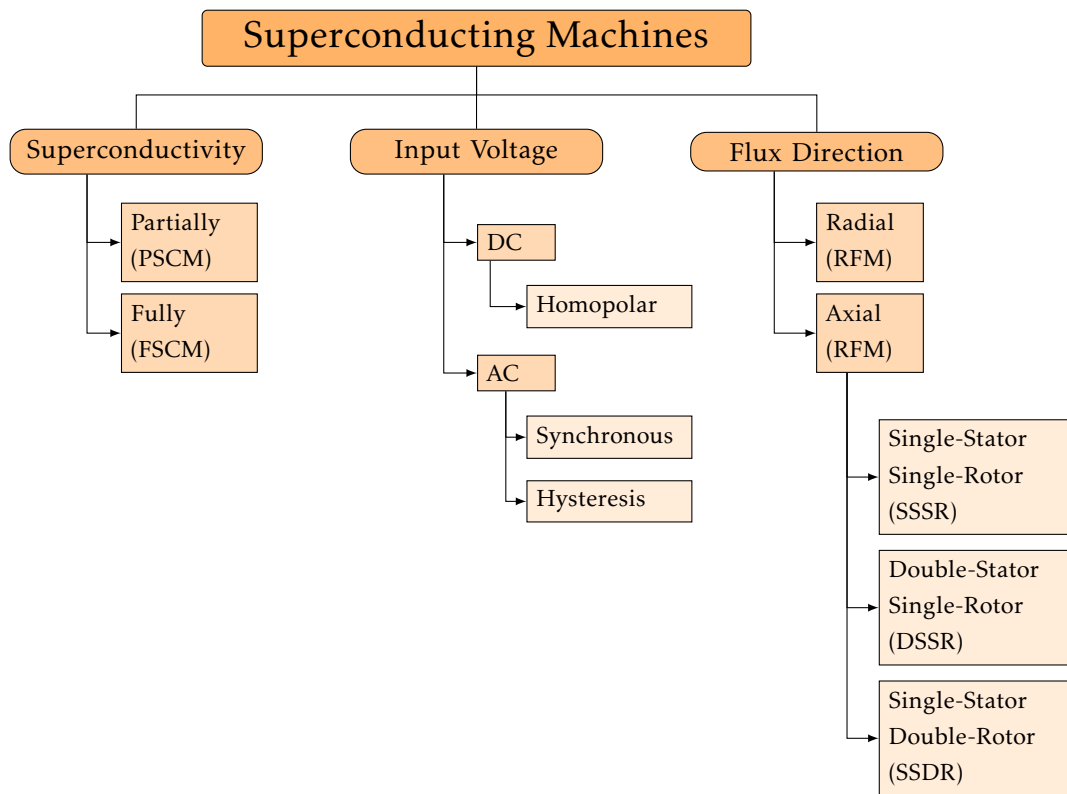 Superconducting Machines
Superconductivity
Partially
(PSCM)
Fully
(FSCM)
Input Voltage
DC
Homopolar
AC
Synchronous
Hysteresis
Flux Direction
Radial
(RFM)
Axial
(RFM)
Single-Stator
Single-Rotor
(SSSR)
Double-Stator
Single-Rotor
(DSSR)
Single-Stator
Double-Rotor
(SSDR)